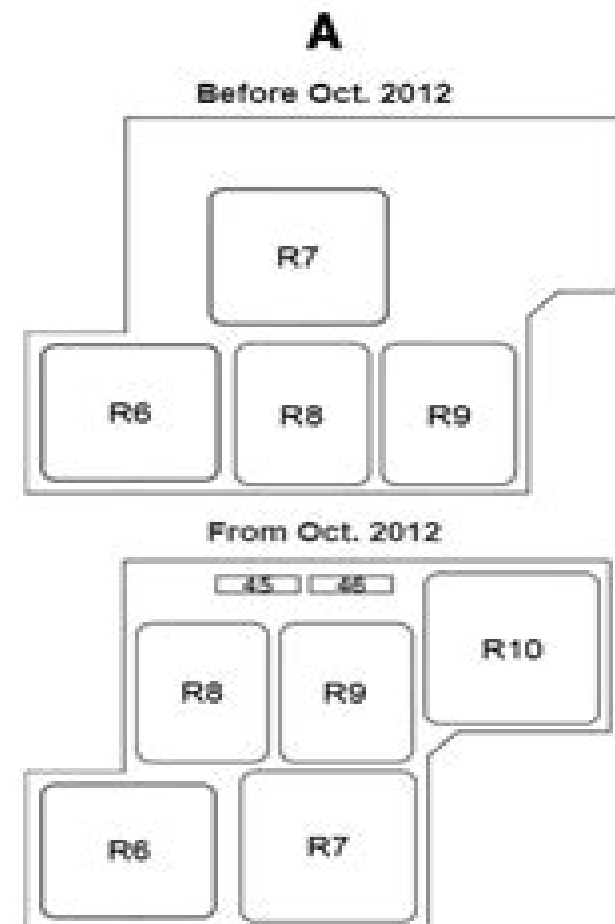 A
Before Oct. 2012
R7
R6 R8 R9
From Oct. 2012
45 46
R10
R8 R9
R6 R7